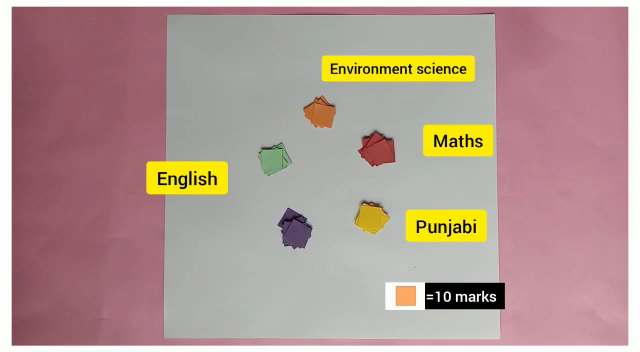 Environment science
Maths
English
Punjabi
=10 marks